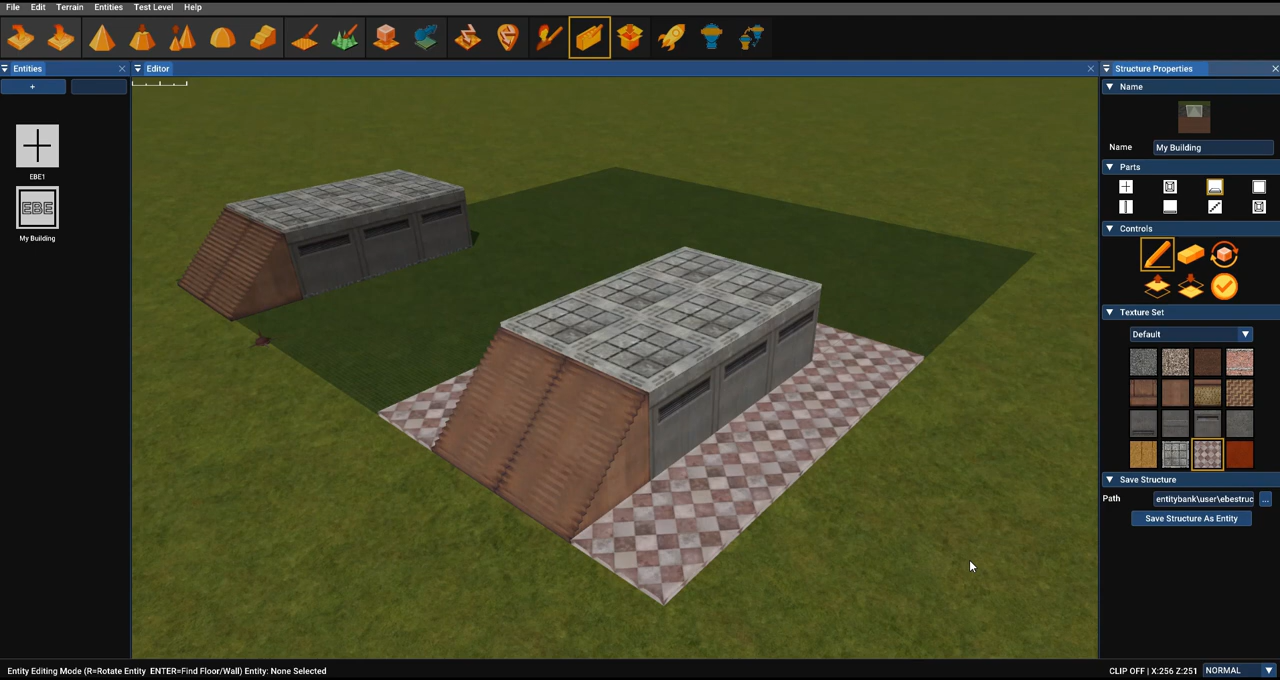 File Edit Terrain Entities Test Level Help
Entities
Editor
Structure Properties
+
Name
EBE1
Name My Building
EBE
My Building
Parts
Controls
Texture Set
Default
Save Structure
Path entitybank\user\ebestruc ...
Save Structure As Entity
Entity Editing Mode (R=Rotate Entity ENTER=Find Floor/Wall) Entity: None Selected
CLIP OFF | X:256 Z:251 NORMAL